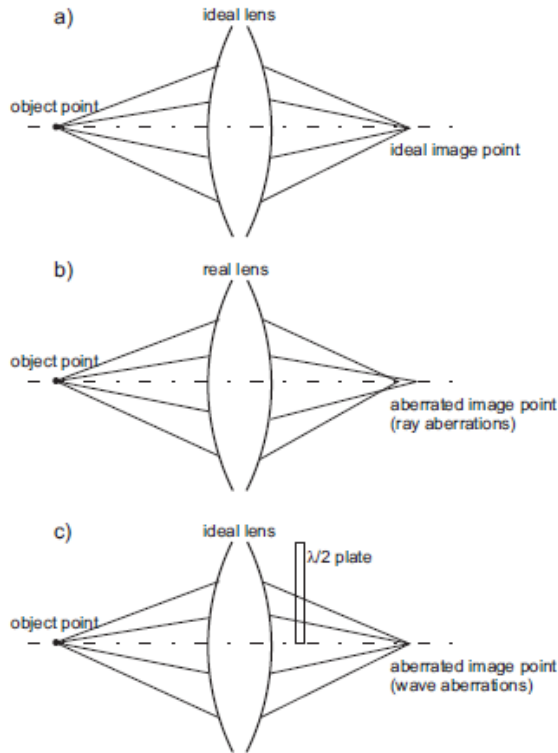 a)
ideal lens
object point
ideal image point
b)
real lens
object point
aberrated image point
(ray aberrations)
c)
ideal lens
λ/2 plate
object point
aberrated image point
(wave aberrations)